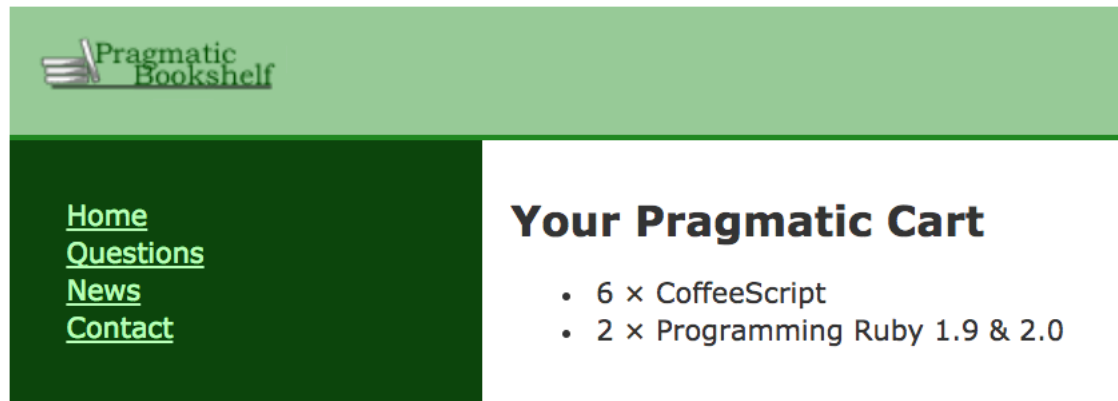 Pragmatic
Bookshelf
Home
Questions
News
Contact
Your Pragmatic Cart
• 6 × CoffeeScript
• 2 × Programming Ruby 1.9 & 2.0